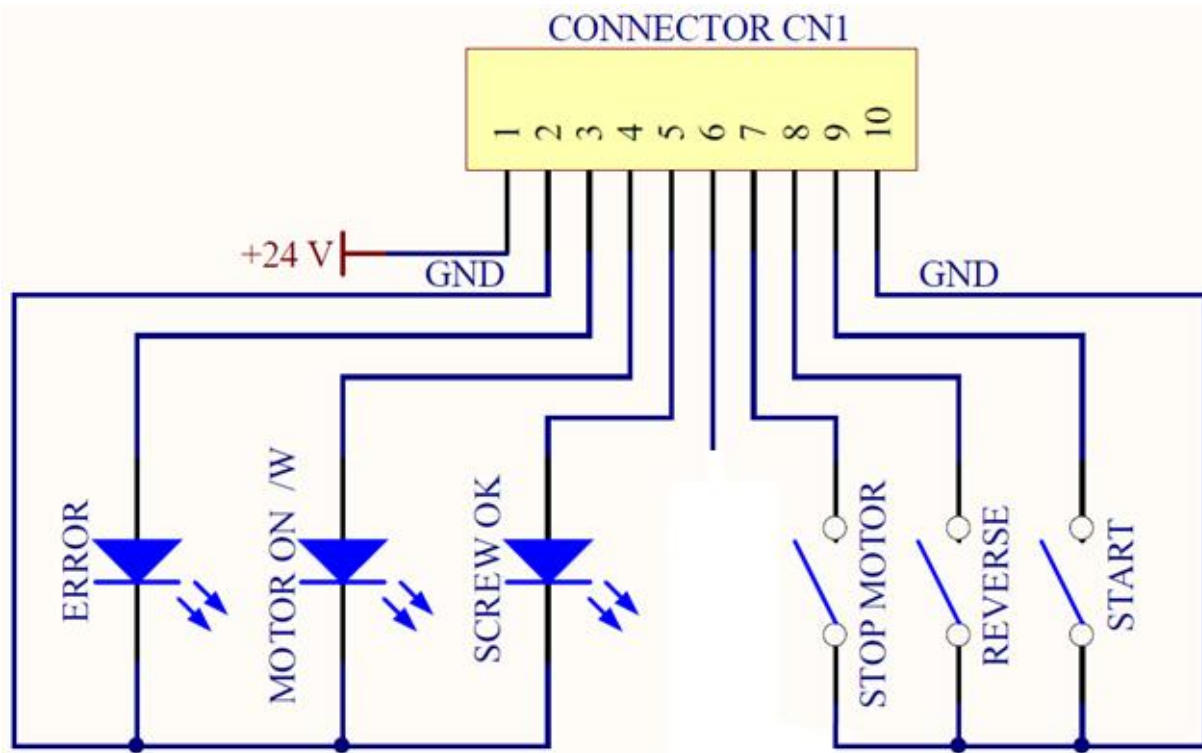 CONNECTOR CN1
1 2 3 4 5 6 7 8 9 10
+24 V
GND
GND
ERROR
MOTOR ON /W
SCREW OK
STOP MOTOR
REVERSE
START